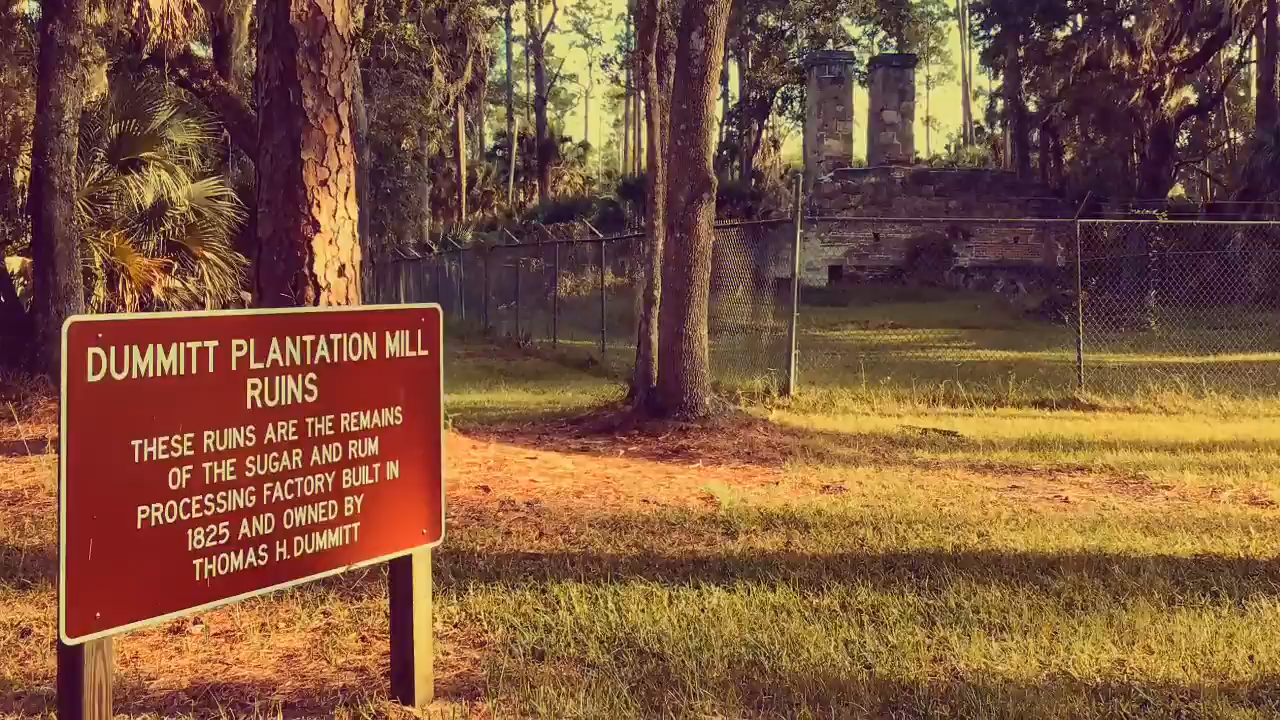 DUMMITT PLANTATION MILL
RUINS
THESE RUINS ARE THE REMAINS
OF THE SUGAR AND RUM
PROCESSING FACTORY BUILT IN
1825 AND OWNED BY
THOMAS H. DUMMITT